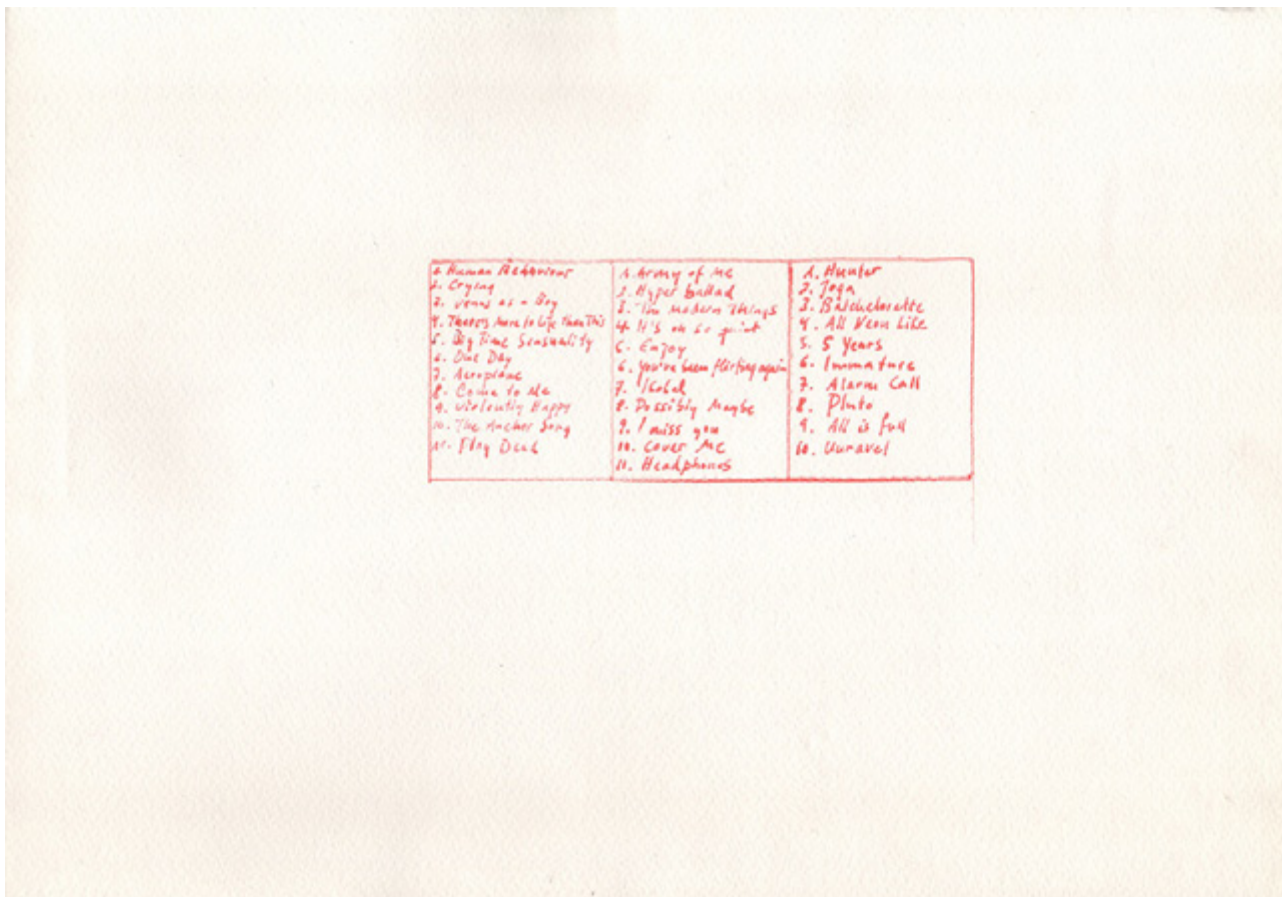 1. Human Behaviour
2. Crying
3. Venus as a Boy
4. There's More to Life Than This
5. Big Time Sensuality
6. One Day
7. Aeroplane
8. Come to Me
9. Violently Happy
10. The Anchor Song
11. Play Dead
1. Army of Me
2. Hyper ballad
3. The Modern Things
4. It's oh so quiet
5. Enjoy
6. You've been flirting again
7. Isobel
8. Possibly Maybe
9. I miss you
10. Cover Me
11. Headphones
1. Hunter
2. Joga
3. Batchelorette
4. All Neon Like
5. 5 Years
6. Immature
7. Alarm Call
8. Pluto
9. All is full
10. Unravel